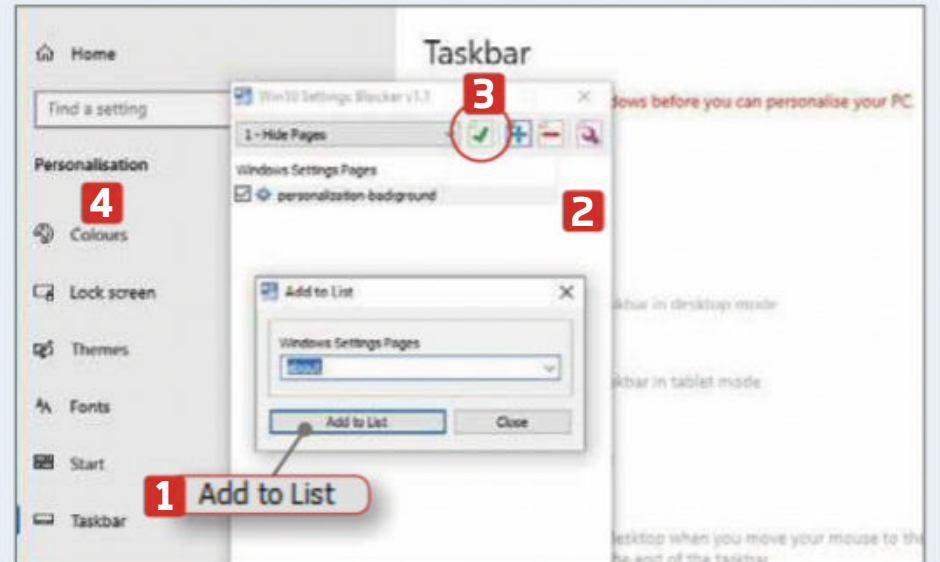 Home
Find a setting
Personalisation
4
Colours
Lock screen
Themes
Fonts
Start
Taskbar
Taskbar
dows before you can personalise your PC.
Win10 Settings Blocker v1.1
3
1 - Hide Pages
Windows Settings Pages
personalization-background
2
Add to List
Windows Settings Pages
about
Add to List
Close
1 Add to List
kbar in desktop mode
kbar in tablet mode
desktop when you move your mouse to the
he end of the taskbar